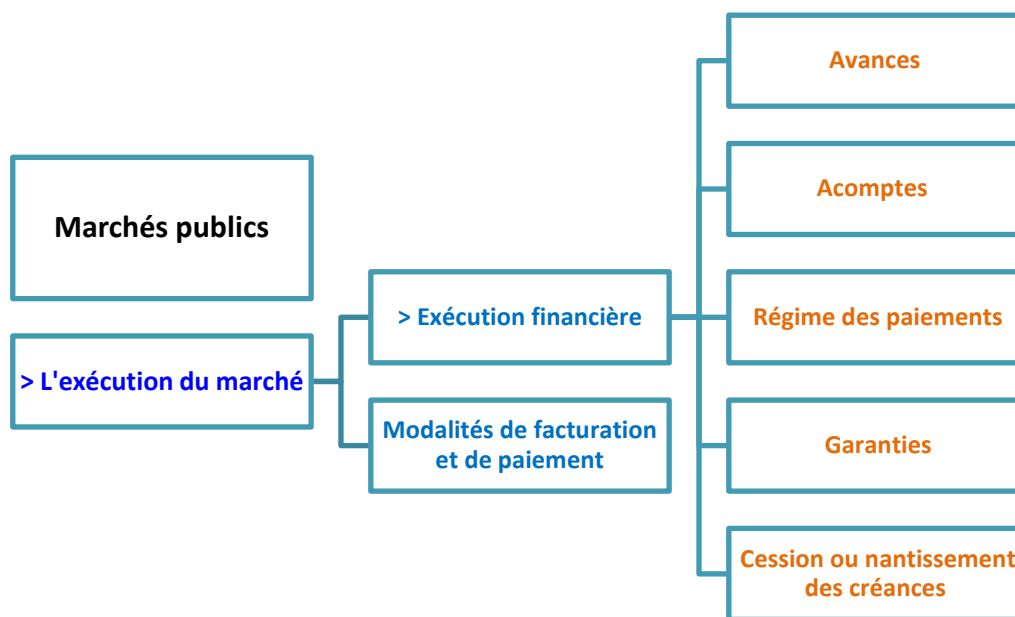 Marchés publics
> L'exécution du marché
> Exécution financière
Modalités de facturation
et de paiement
Avances
Acomptes
Régime des paiements
Garanties
Cession ou nantissement
des créances